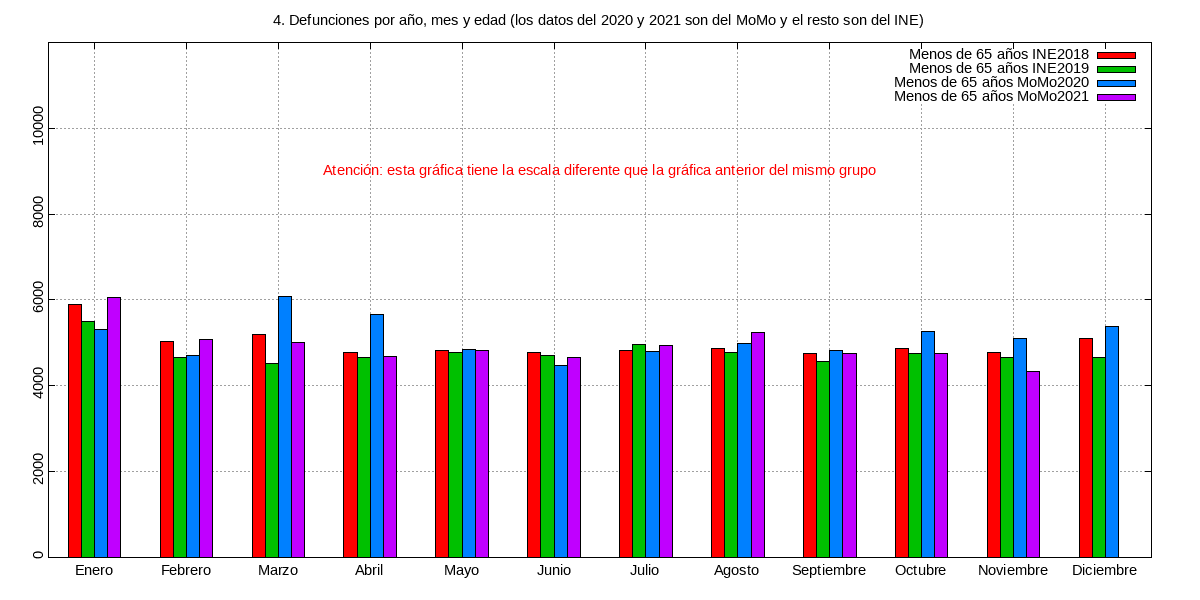 4. Defunciones por año, mes y edad (los datos del 2020 y 2021 son del MoMo y el resto son del INE)
Menos de 65 años INE2018
Menos de 65 años INE2019
Menos de 65 años MoMo2020
Menos de 65 años MoMo2021
Atención: esta gráfica tiene la escala diferente que la gráfica anterior del mismo grupo
10000
8000
6000
4000
2000
0
Enero Febrero Marzo Abril Mayo Junio Julio Agosto Septiembre Octubre Noviembre Diciembre